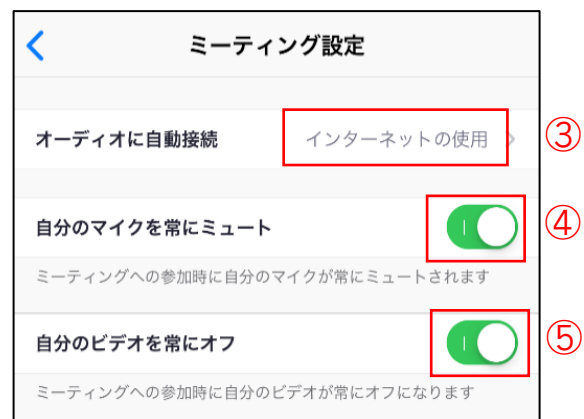 ミーティング設定
オーディオに自動接続 インターネットの使用 ③
自分のマイクを常にミュート ④
ミーティングへの参加時に自分のマイクが常にミュートされます
自分のビデオを常にオフ ⑤
ミーティングへの参加時に自分のビデオが常にオフになります